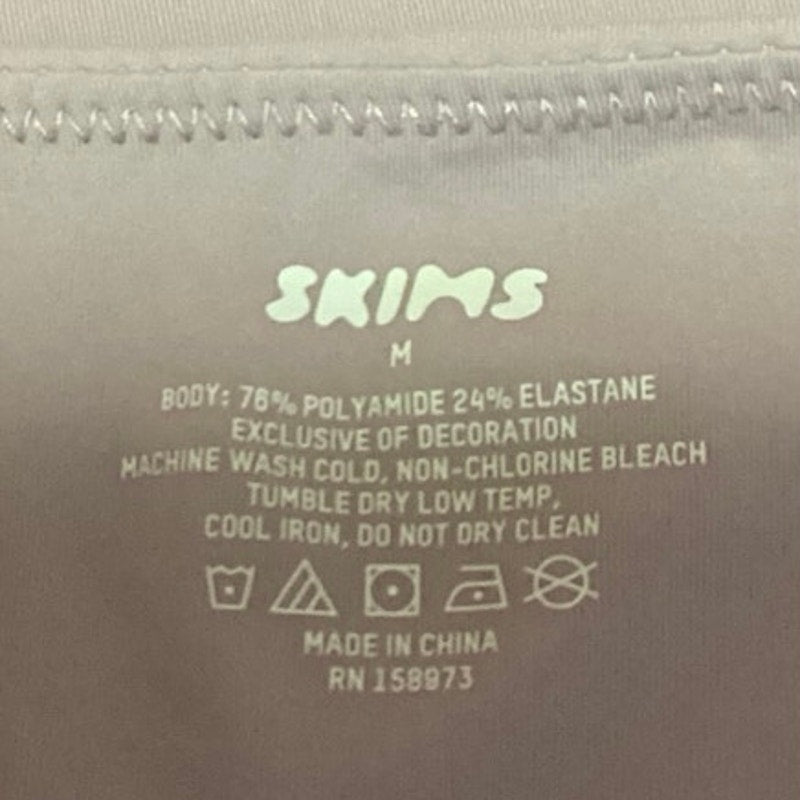 SKIMS
M
BODY: 76% POLYAMIDE 24% ELASTANE
EXCLUSIVE OF DECORATION
MACHINE WASH COLD, NON-CHLORINE BLEACH
TUMBLE DRY LOW TEMP,
COOL IRON, DO NOT DRY CLEAN
MADE IN CHINA
RN 158973